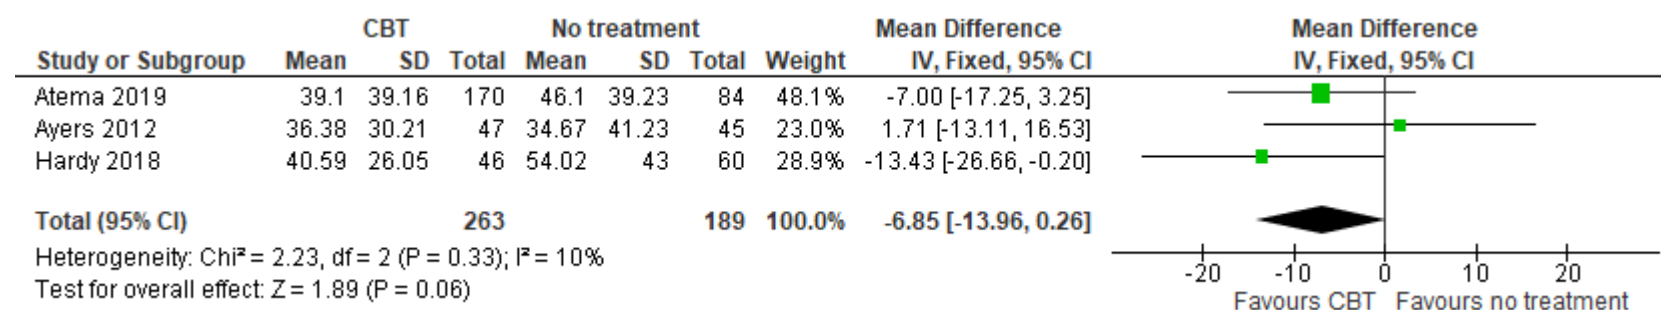 CBT No treatment Mean Difference Mean Difference
Study or Subgroup Mean SD Total Mean SD Total Weight IV, Fixed, 95% CI IV, Fixed, 95% CI
Atema 2019 39.1 39.16 170 46.1 39.23 84 48.1% -7.00 [-17.25, 3.25]
Ayers 2012 36.38 30.21 47 34.67 41.23 45 23.0% 1.71 [-13.11, 16.53]
Hardy 2018 40.59 26.05 46 54.02 43 60 28.9% -13.43 [-26.66, -0.20]
Total (95% CI) 263 189 100.0% -6.85 [-13.96, 0.26]
Heterogeneity: Chi² = 2.23, df = 2 (P = 0.33); I² = 10%
Test for overall effect: Z = 1.89 (P = 0.06)
-20 -10 0 10 20
Favours CBT Favours no treatment